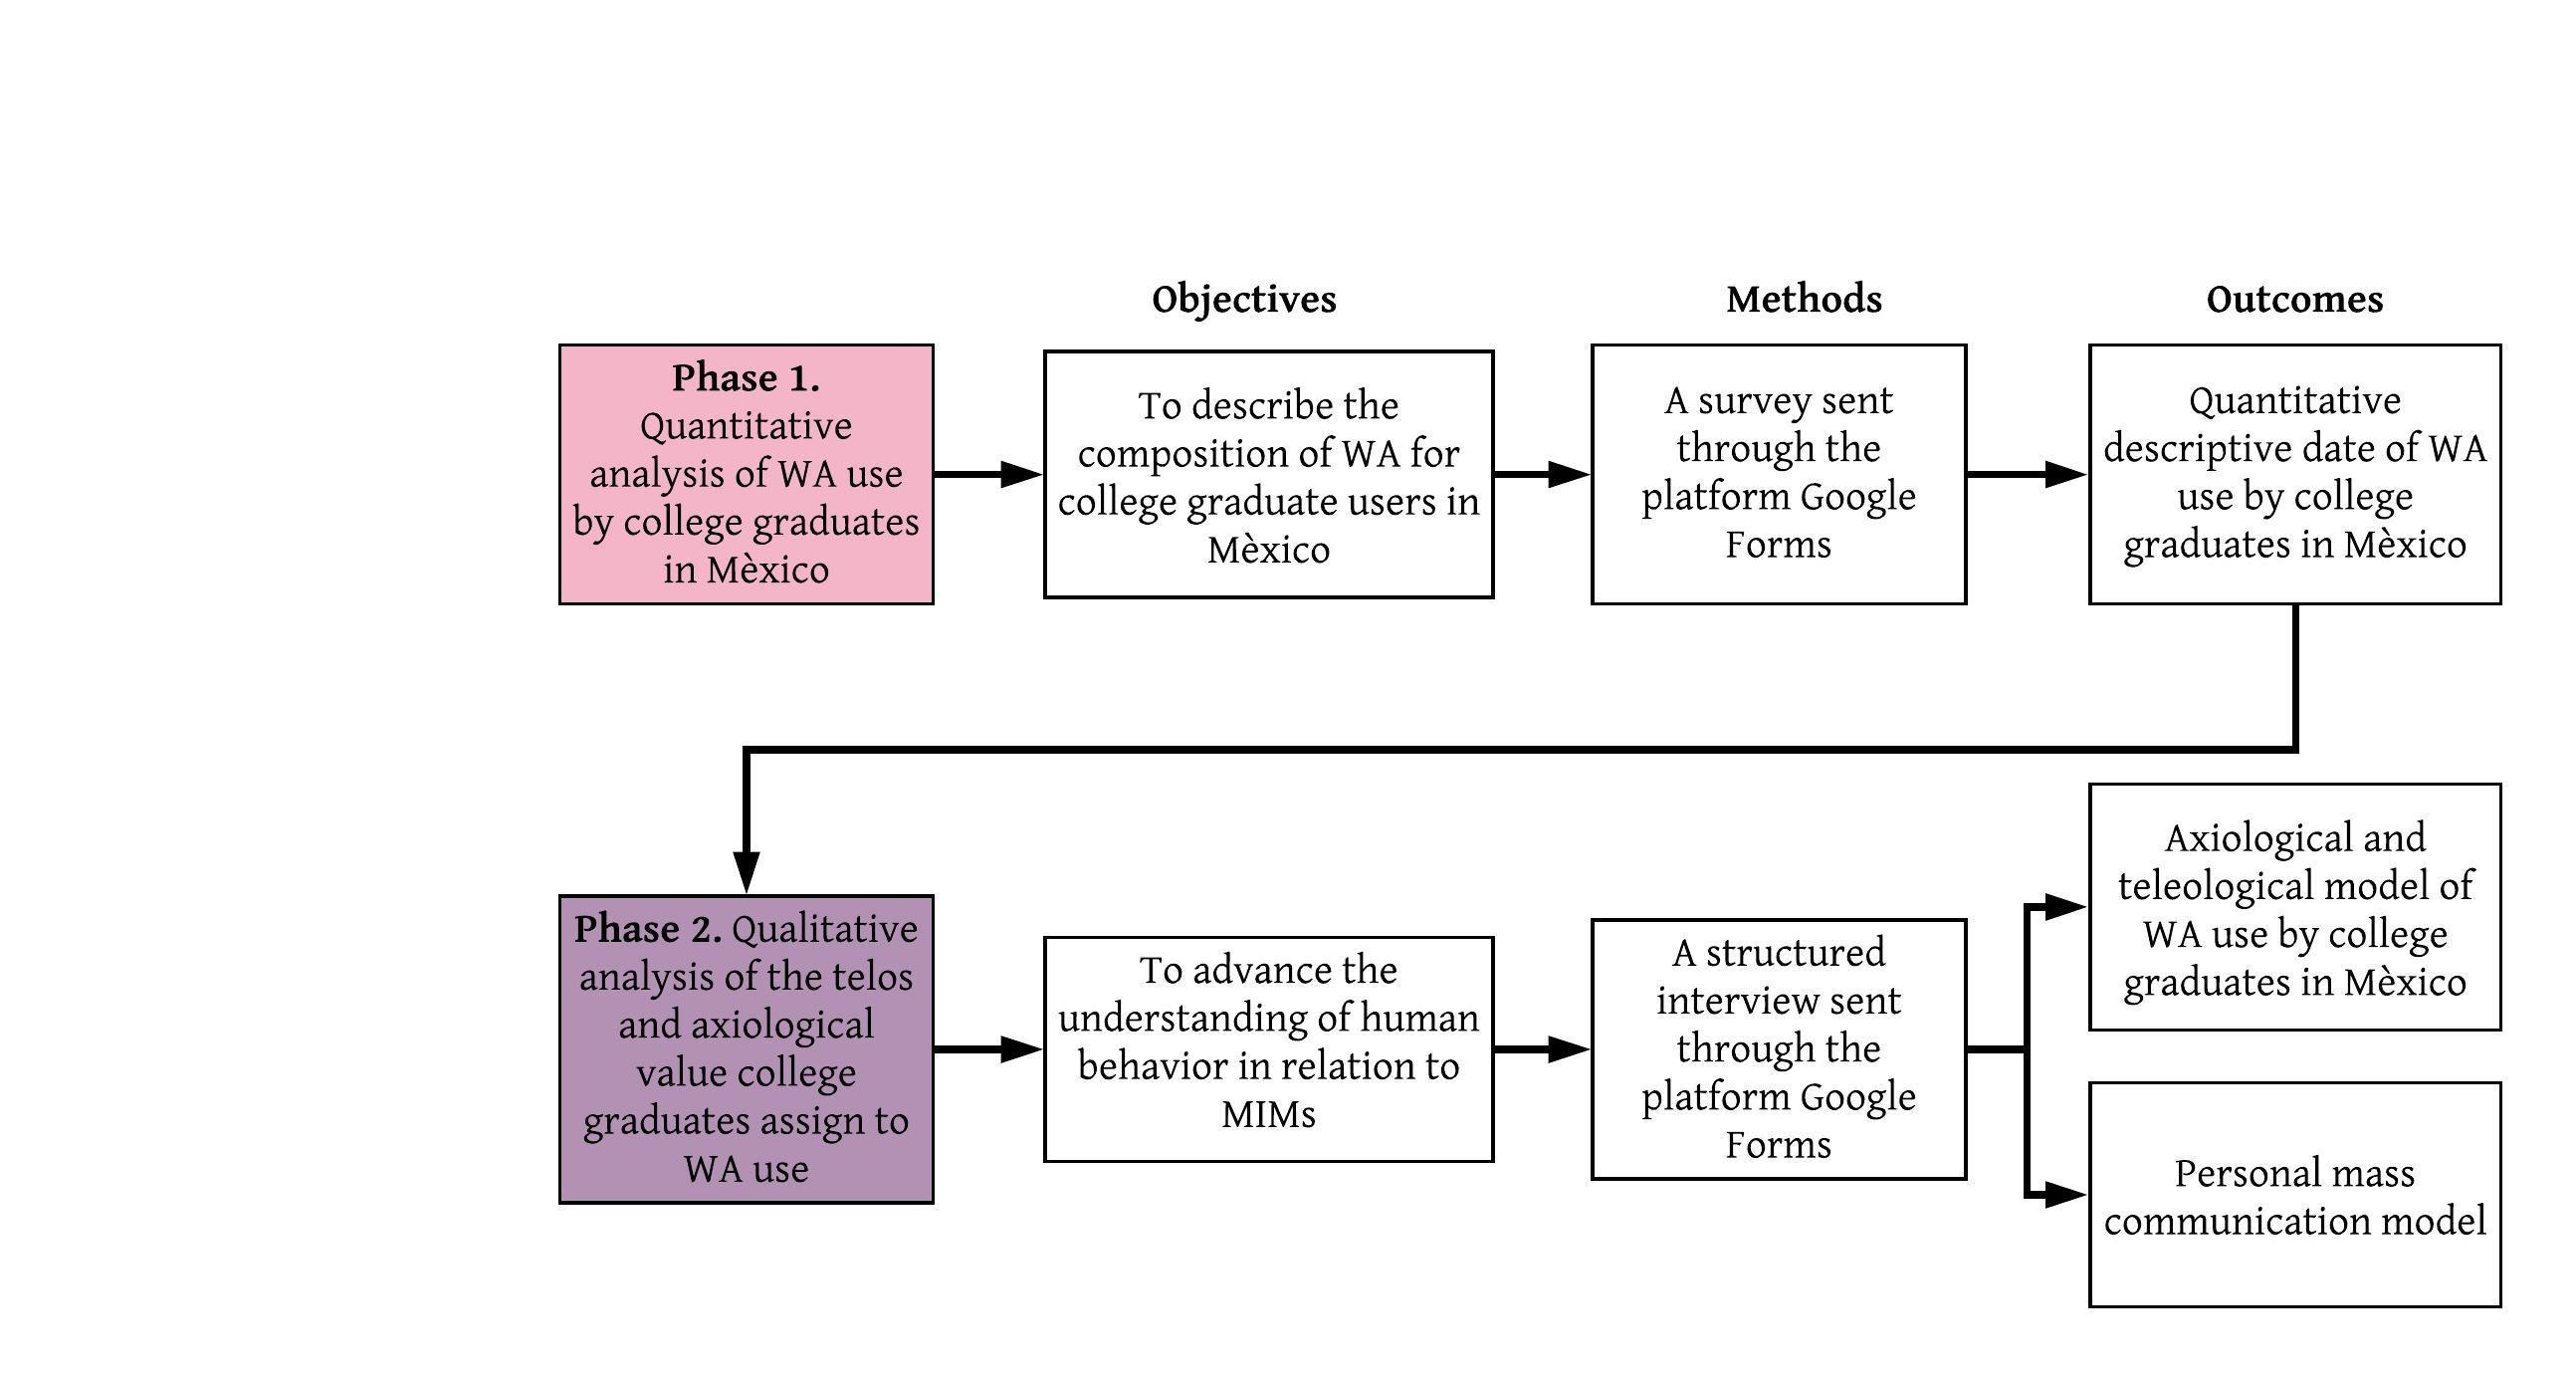 Objectives
Methods
Outcomes
Phase 1.
Quantitative
analysis of WA use
by college graduates
in Mèxico
To describe the
composition of WA for
college graduate users in
Mèxico
A survey sent
through the
platform Google
Forms
Quantitative
descriptive date of WA
use by college
graduates in Mèxico
Phase 2. Qualitative
analysis of the telos
and axiological
value college
graduates assign to
WA use
To advance the
understanding of human
behavior in relation to
MIMs
A structured
interview sent
through the
platform Google
Forms
Axiological and
teleological model of
WA use by college
graduates in Mèxico
Personal mass
communication model